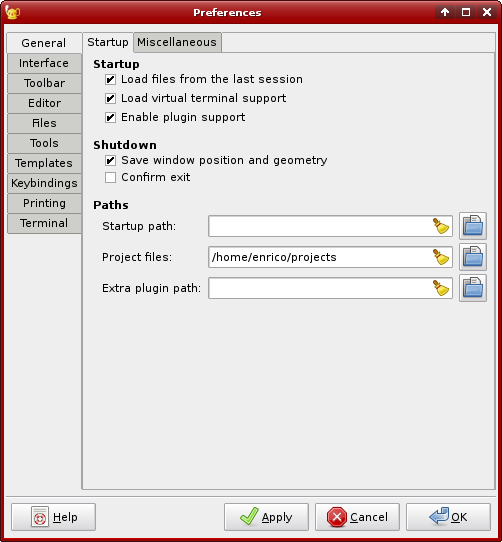 Preferences
General
Interface
Toolbar
Editor
Files
Tools
Templates
Keybindings
Printing
Terminal
Startup Miscellaneous
Startup
Load files from the last session
Load virtual terminal support
Enable plugin support
Shutdown
Save window position and geometry
Confirm exit
Paths
Startup path:
Project files: /home/enrico/projects
Extra plugin path:
Help Apply Cancel OK